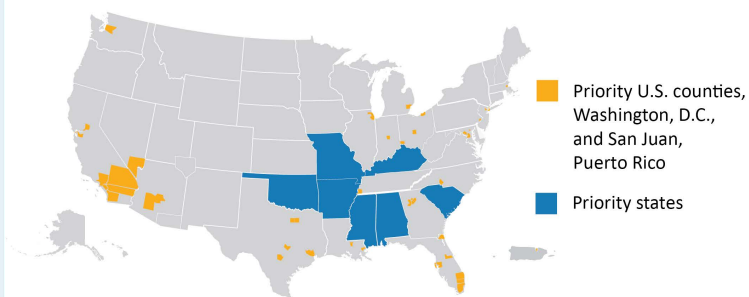 Priority U.S. counties,
Washington, D.C.,
and San Juan,
Puerto Rico
Priority states